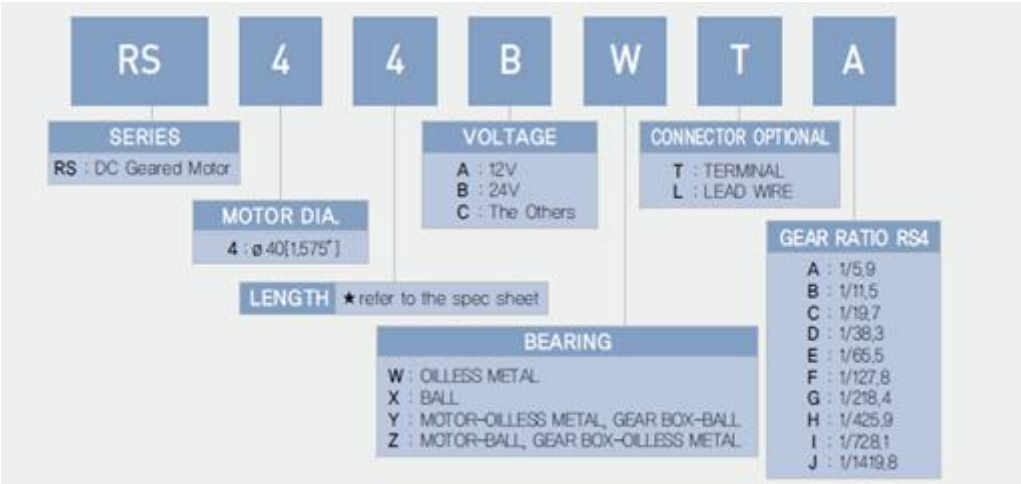 RS 4 4 B W T A
SERIES
RS : DC Geared Motor
MOTOR DIA.
4 : ø 40[1,575"]
LENGTH ★ refer to the spec sheet
VOLTAGE
A : 12V
B : 24V
C : The Others
BEARING
W : OILLESS METAL
X : BALL
Y : MOTOR-OILLESS METAL, GEAR BOX-BALL
Z : MOTOR-BALL, GEAR BOX-OILLESS METAL
CONNECTOR OPTIONAL
T : TERMINAL
L : LEAD WIRE
GEAR RATIO RS4
A : 1/5,9
B : 1/11,5
C : 1/19,7
D : 1/38,3
E : 1/65,5
F : 1/127,8
G : 1/218,4
H : 1/425,9
I : 1/728,1
J : 1/1419,8